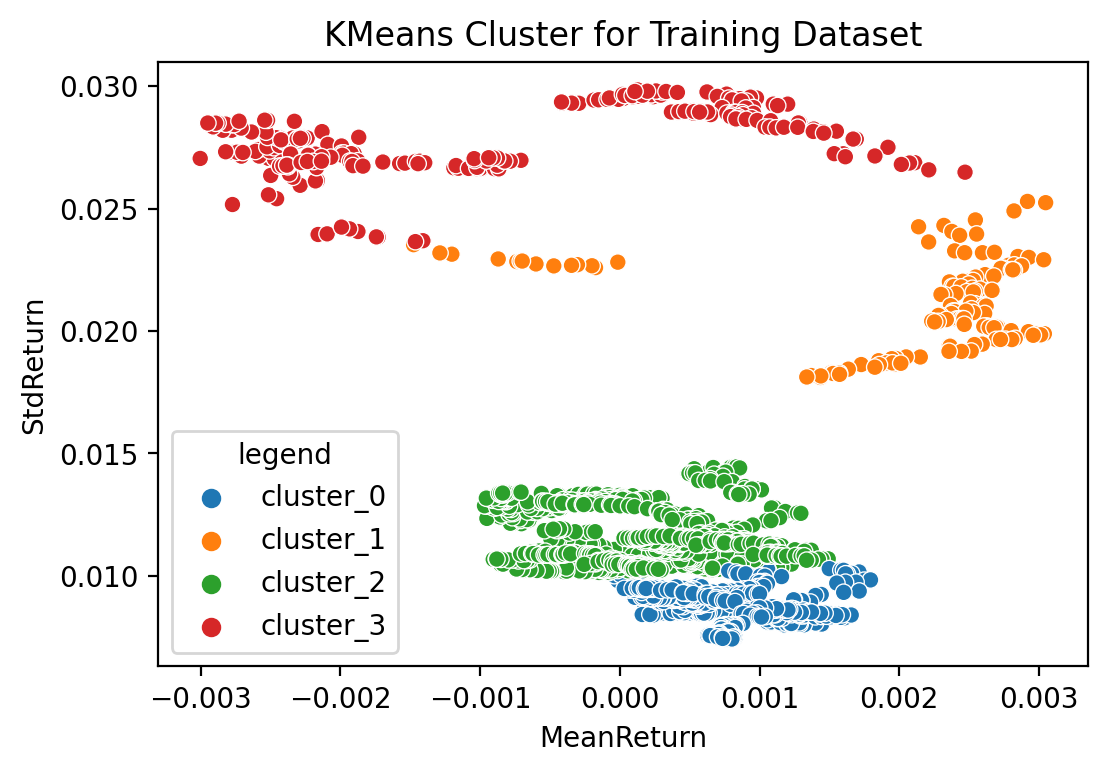 KMeans Cluster for Training Dataset
0.030
0.025
0.020
0.015
0.010
StdReturn
legend
cluster_0
cluster_1
cluster_2
cluster_3
−0.003 −0.002 −0.001 0.000 0.001 0.002 0.003
MeanReturn